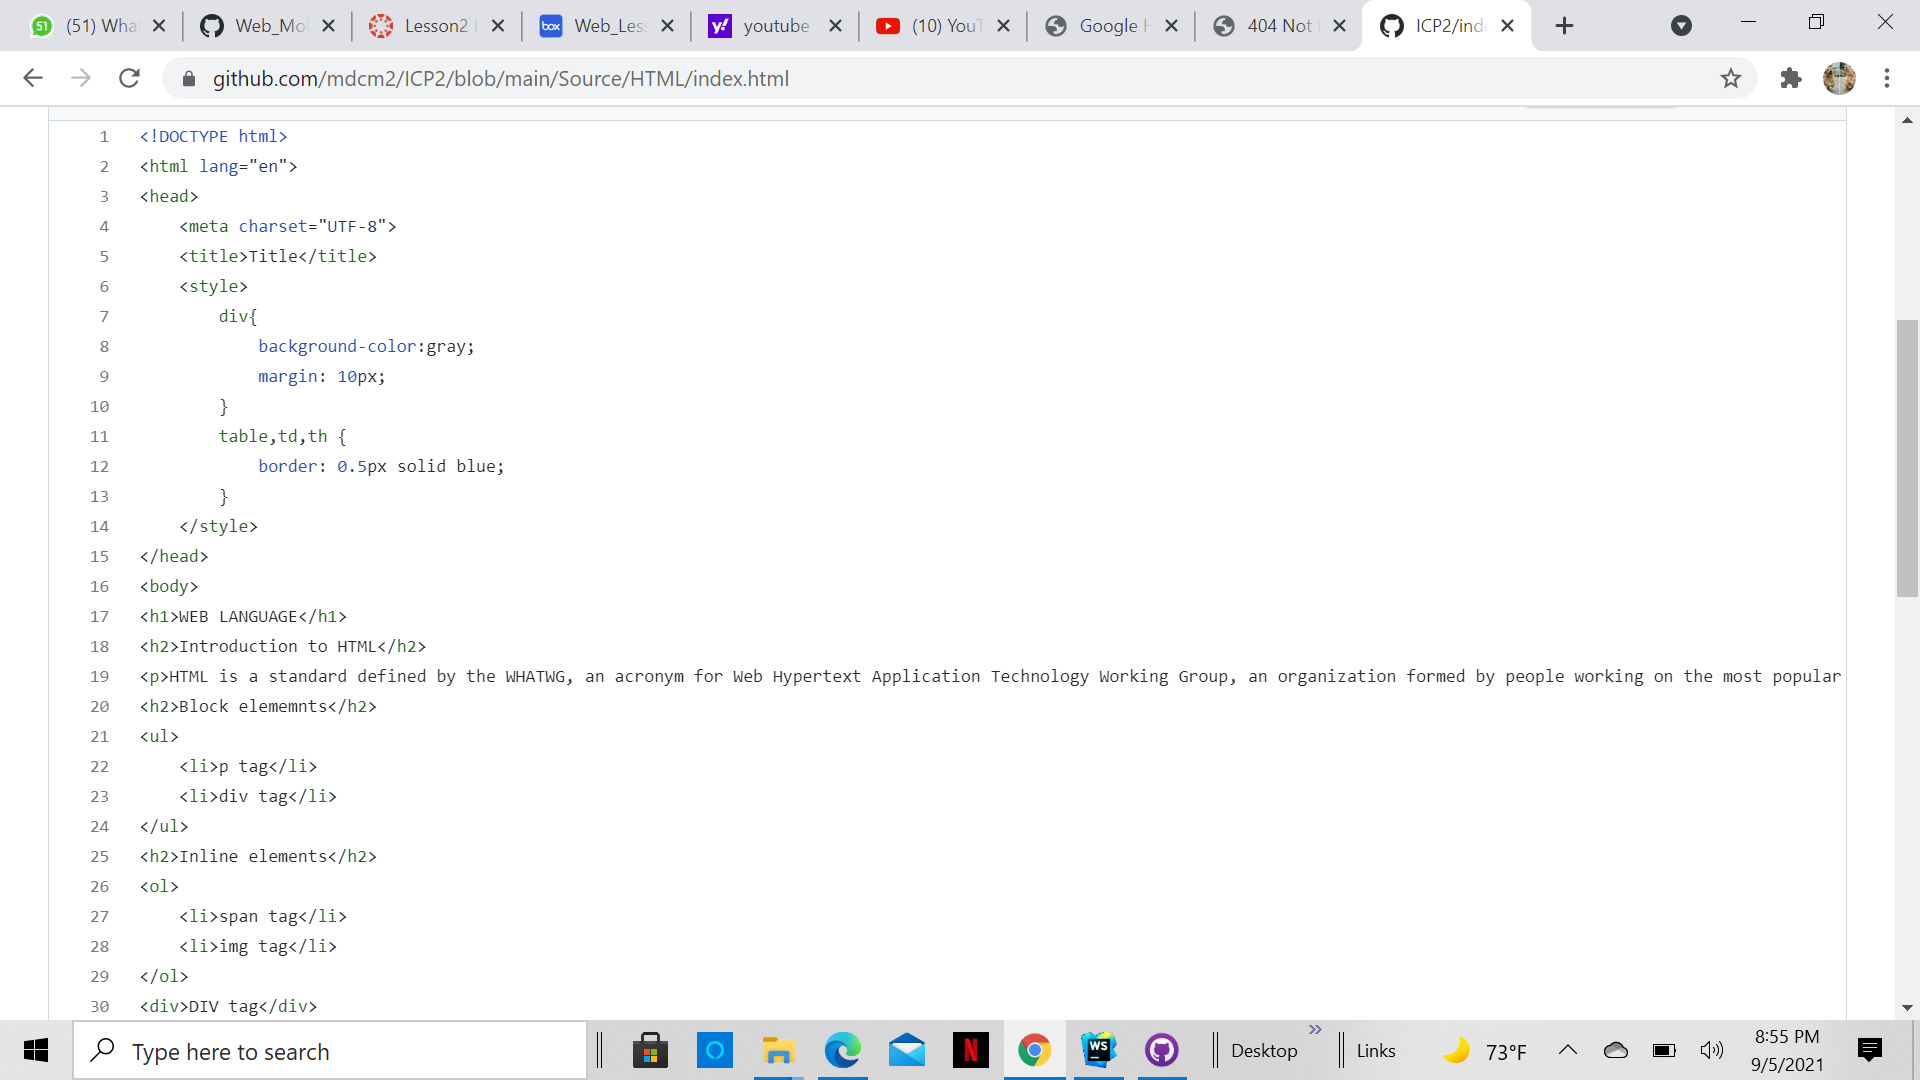 51 (51) Wha
Web_Mo
Lesson2
box Web_Les
y! youtube
(10) YouT
Google H
404 Not
ICP2/inde
github.com/mdcm2/ICP2/blob/main/Source/HTML/index.html
1 <!DOCTYPE html>
2 <html lang="en">
3 <head>
4 <meta charset="UTF-8">
5 <title>Title</title>
6 <style>
7 div{
8 background-color:gray;
9 margin: 10px;
10 }
11 table,td,th {
12 border: 0.5px solid blue;
13 }
14 </style>
15 </head>
16 <body>
17 <h1>WEB LANGUAGE</h1>
18 <h2>Introduction to HTML</h2>
19 <p>HTML is a standard defined by the WHATWG, an acronym for Web Hypertext Application Technology Working Group, an organization formed by people working on the most popular
20 <h2>Block elememnts</h2>
21 <ul>
22 <li>p tag</li>
23 <li>div tag</li>
24 </ul>
25 <h2>Inline elements</h2>
26 <ol>
27 <li>span tag</li>
28 <li>img tag</li>
29 </ol>
30 <div>DIV tag</div>
Type here to search
N
WS
Desktop
Links
73°F
8:55 PM
9/5/2021